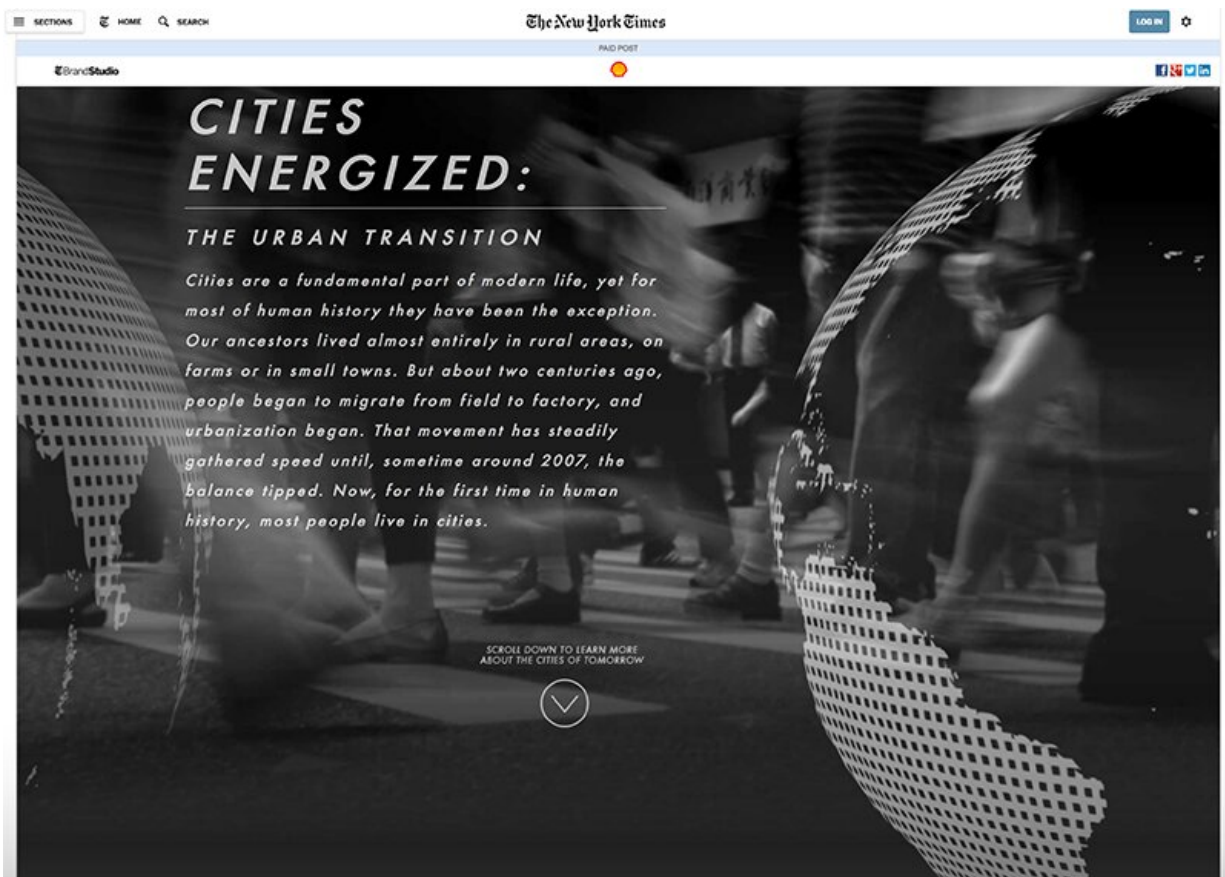 SECTIONS
HOME
SEARCH
The New York Times
LOG IN
PAID POST
T BrandStudio
CITIES
ENERGIZED:
THE URBAN TRANSITION
Cities are a fundamental part of modern life, yet for
most of human history they have been the exception.
Our ancestors lived almost entirely in rural areas, on
farms or in small towns. But about two centuries ago,
people began to migrate from field to factory, and
urbanization began. That movement has steadily
gathered speed until, sometime around 2007, the
balance tipped. Now, for the first time in human
history, most people live in cities.
SCROLL DOWN TO LEARN MORE
ABOUT THE CITIES OF TOMORROW